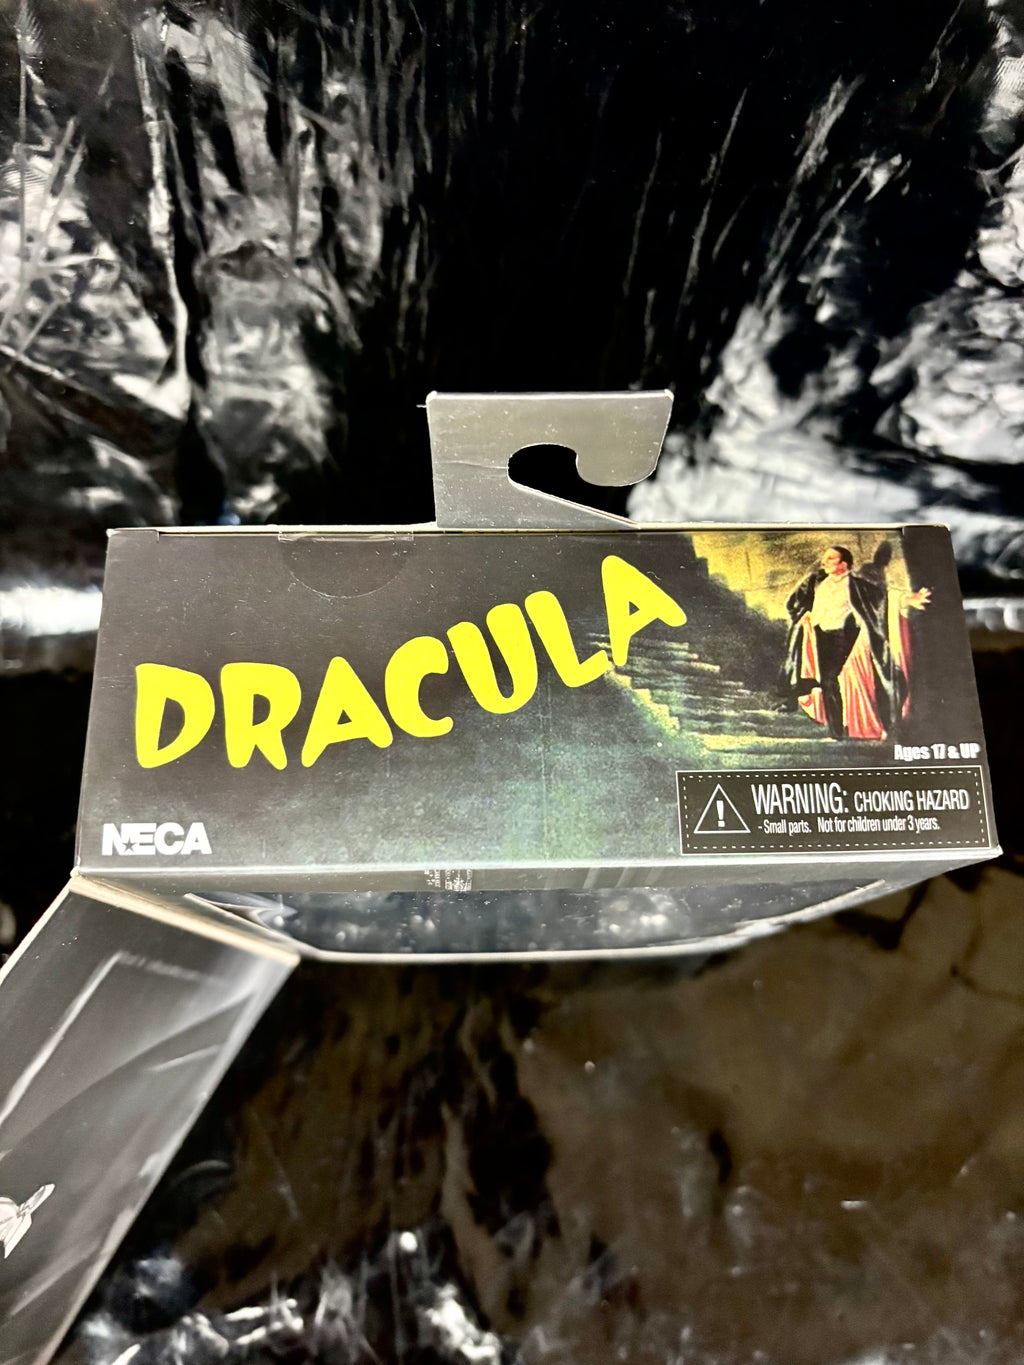 DRACULA
Ages 17 & UP
WARNING: CHOKING HAZARD
- Small parts. Not for children under 3 years.
NECA